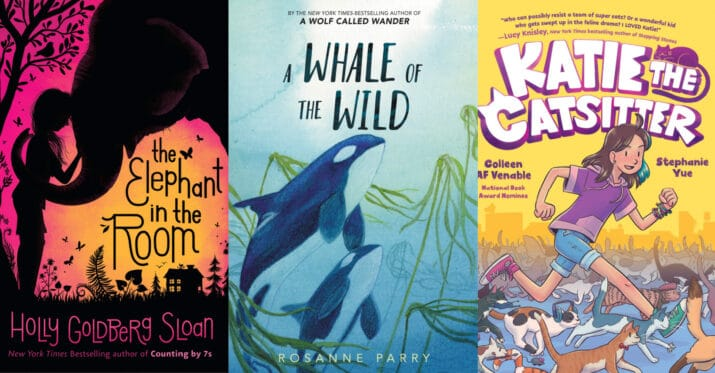 the
Elephant
in the
Room
Holly Goldberg Sloan
New York Times Bestselling author of Counting by 7s
BY THE NEW YORK TIMES–BESTSELLING AUTHOR OF
A WOLF CALLED WANDER
A WHALE OF
THE WILD
ROSANNE PARRY
"Who can possibly resist a team of super cats? Or a wonderful kid
who gets swept up in the feline drama? I LOVED Katie!"
—Lucy Knisley, New York Times bestselling author of Stepping Stones
KATIE THE
CATSITTER
Colleen
AF Venable
National Book
Award Nominee
Stephanie
Yue